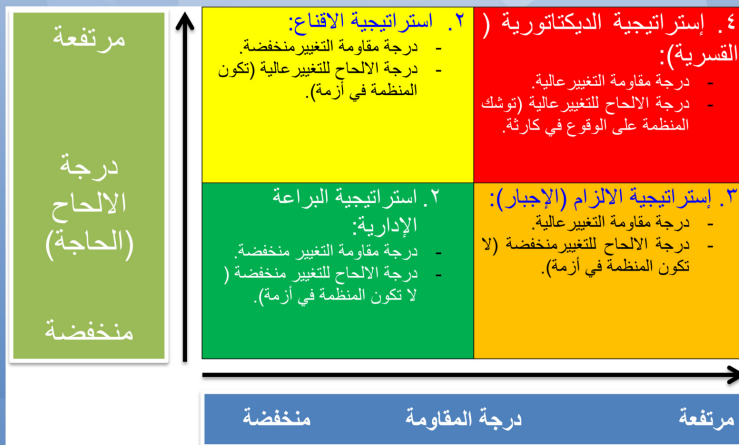 ٤. إستراتيجية الديكتاتورية (
القسرية):
- درجة مقاومة التغييرعالية.
- درجة الالحاح للتغييرعالية (توشك
المنظمة على الوقوع في كارثة.
٢. استراتيجية الاقناع:
- درجة مقاومة التغييرمنخفضة.
- درجة الالحاح للتغييرعالية (تكون
المنظمة في أزمة).
مرتفعة
درجة
الالحاح
(الحاجة)
منخفضة
٣. إستراتيجية الالزام (الإجبار):
- درجة مقاومة التغييرعالية.
- درجة الالحاح للتغييرمنخفضة (لا
تكون المنظمة في أزمة).
٢. استراتيجية البراعة
الإدارية:
- درجة مقاومة التغيير منخفضة.
- درجة الالحاح للتغيير منخفضة (
لا تكون المنظمة في أزمة).
مرتفعة درجة المقاومة منخفضة